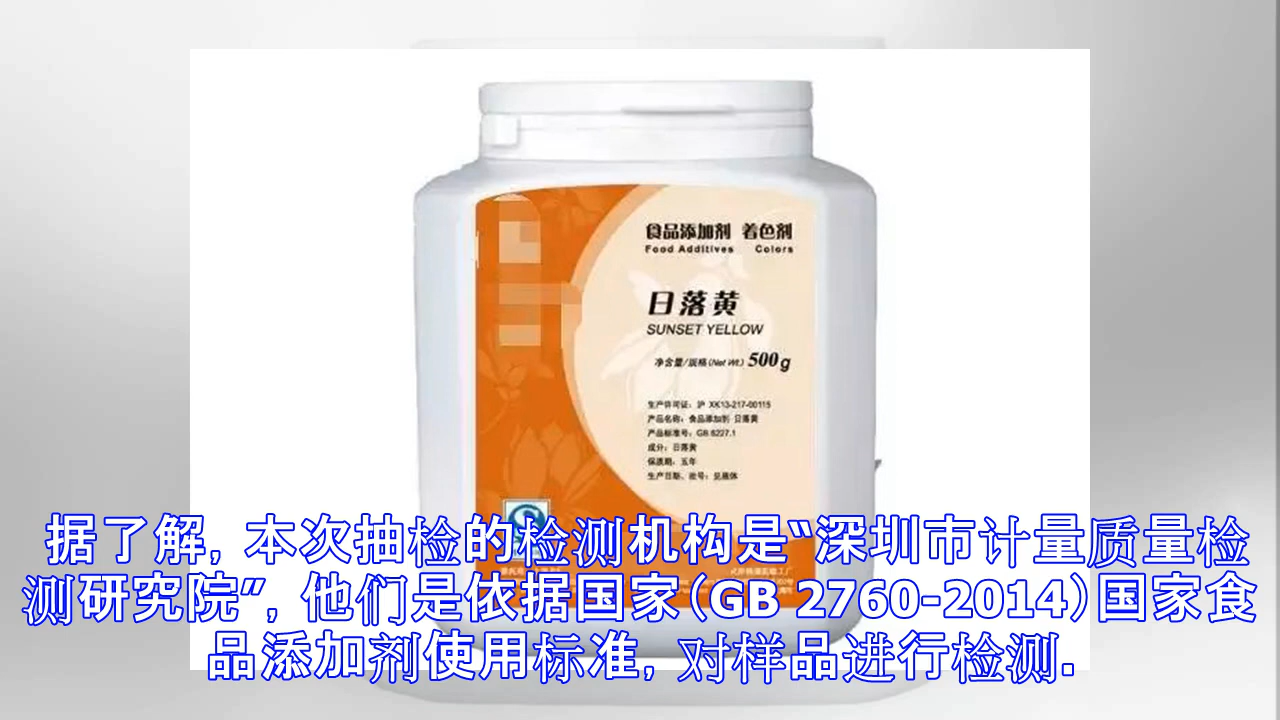 食品添加剂 着色剂
Food Additives Colors
日落黄
SUNSET YELLOW
净含量/规格(Net Wt.) 500g
生产许可证: 沪 XK13-217-00115
产品名称: 食品添加剂 日落黄
产品标准号: GB 6227.1
成分: 日落黄
保质期: 五年
生产日期、批号: 见瓶体
据了解, 本次抽检的检测机构是“深圳市计量质量检
测研究院”, 他们是依据国家(GB 2760-2014)国家食
品添加剂使用标准, 对样品进行检测.